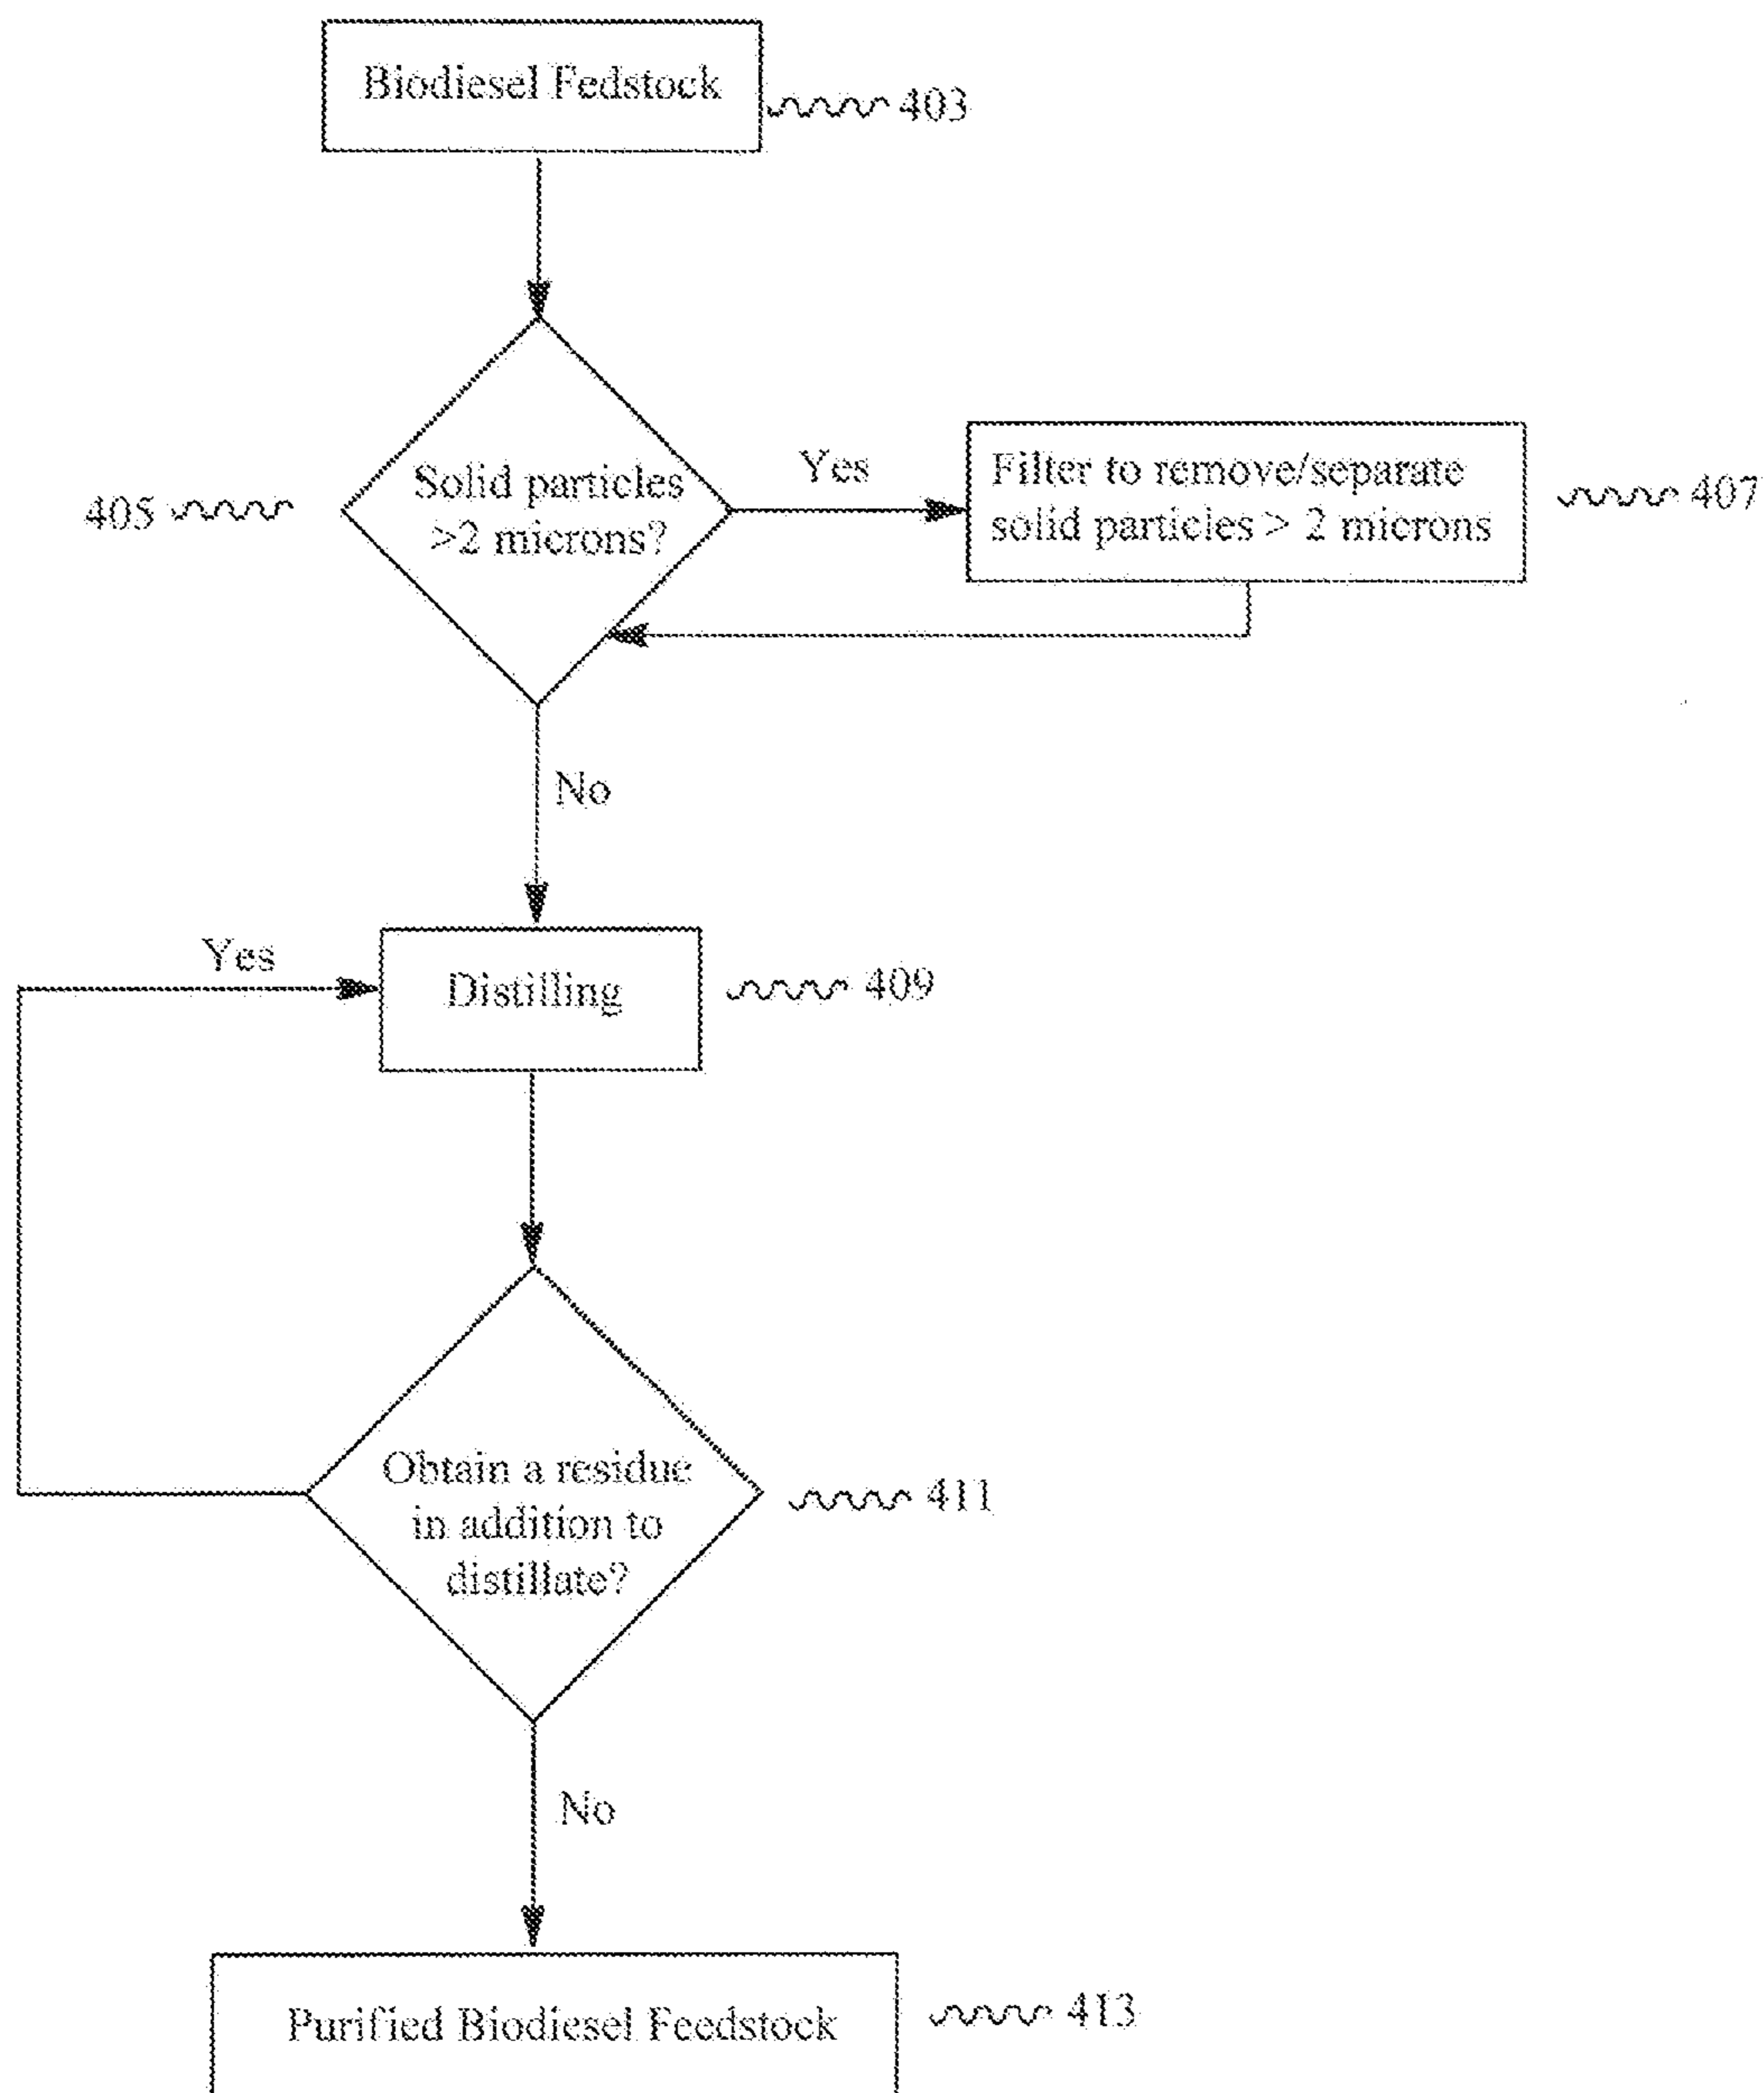 Biodiesel Fedstock
403
Solid particles
>2 microns?
405
Yes
Filter to remove/separate
solid particles > 2 microns
407
No
Yes
Distilling
409
Obtain a residue
in addition to
distillate?
411
No
Purified Biodiesel Feedstock
413